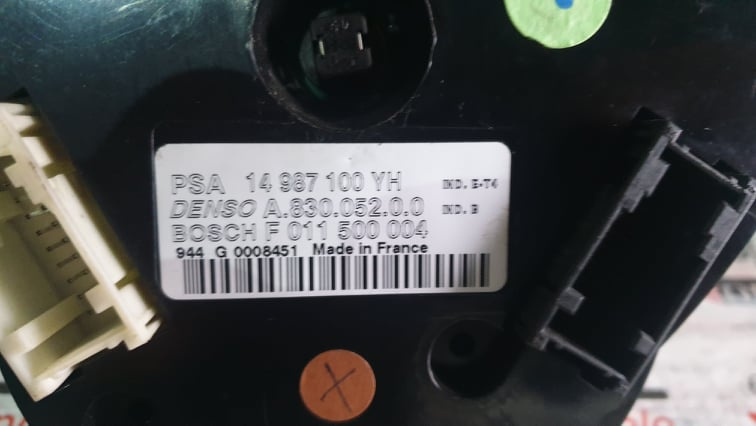 PSA 14 987 100 YH IND. E-T4
DENSO A.830.052.0.0 IND. B
BOSCH F 011 500 004
944 G 0008451 Made in France
X